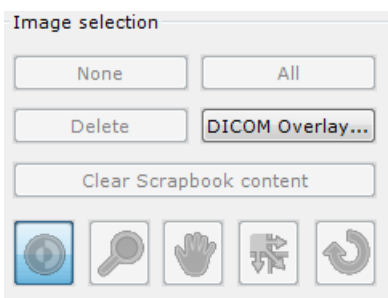 Image selection
None
All
Delete
DICOM Overlay...
Clear Scrapbook content